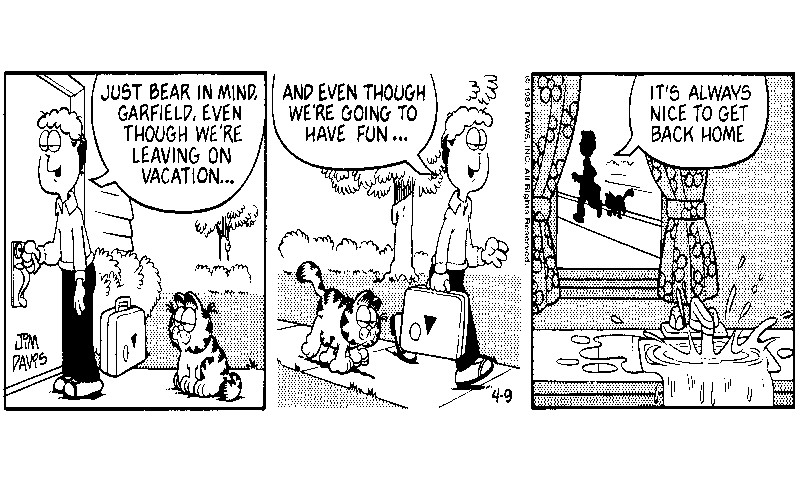 JUST BEAR IN MIND,
GARFIELD, EVEN
THOUGH WE'RE
LEAVING ON
VACATION...
JIM
DAVIS
AND EVEN THOUGH
WE'RE GOING TO
HAVE FUN...
4-9
© 1983 PAWS, INC. All Rights Reserved.
IT'S ALWAYS
NICE TO GET
BACK HOME